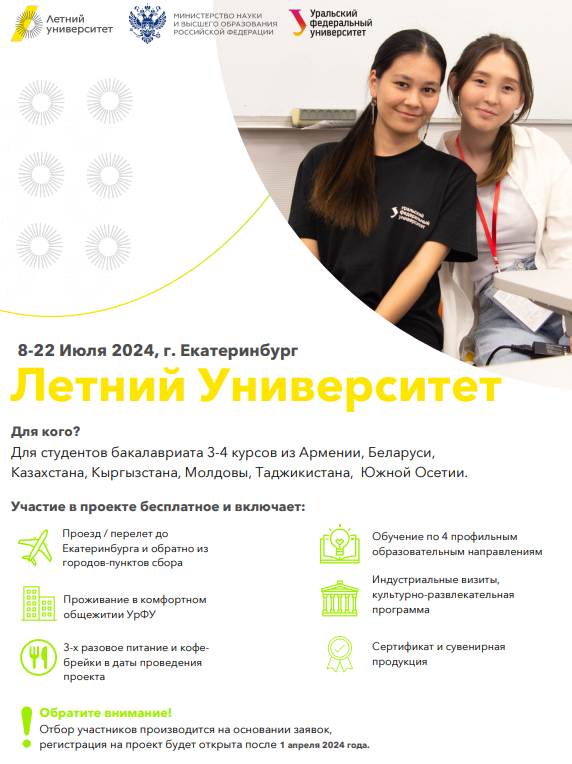 Летний
университет
МИНИСТЕРСТВО НАУКИ
И ВЫСШЕГО ОБРАЗОВАНИЯ
РОССИЙСКОЙ ФЕДЕРАЦИИ
Уральский
федеральный
университет
Уральский
федеральный
университет
8-22 Июля 2024, г. Екатеринбург
Летний Университет
Для кого?
Для студентов бакалавриата 3-4 курсов из Армении, Беларуси,
Казахстана, Кыргызстана, Молдовы, Таджикистана, Южной Осетии.
Участие в проекте бесплатное и включает:
Проезд / перелет до
Екатеринбурга и обратно из
городов-пунктов сбора
Проживание в комфортном
общежитии УрФУ
3-х разовое питание и кофе-
брейки в даты проведения
проекта
Обучение по 4 профильным
образовательным направлениям
Индустриальные визиты,
культурно-развлекательная
программа
Сертификат и сувенирная
продукция
Обратите внимание!
Отбор участников производится на основании заявок,
регистрация на проект будет открыта после 1 апреля 2024 года.